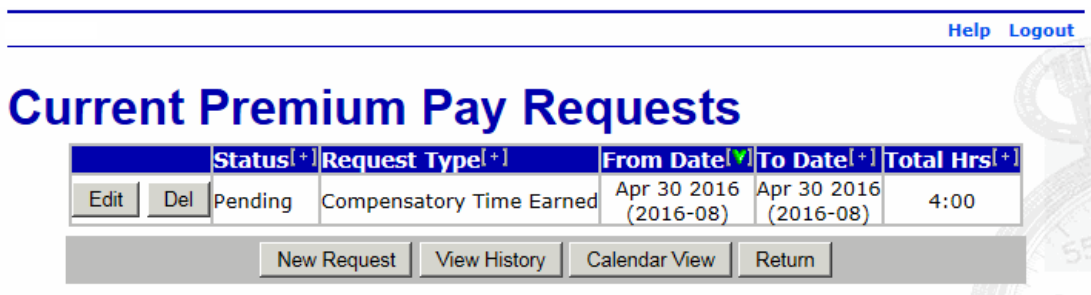 Help Logout
Current Premium Pay Requests
Status[+] Request Type[+] From Date[Y] To Date[+] Total Hrs[+]
Edit Del Pending Compensatory Time Earned Apr 30 2016 (2016-08) Apr 30 2016 (2016-08) 4:00
New Request View History Calendar View Return
55